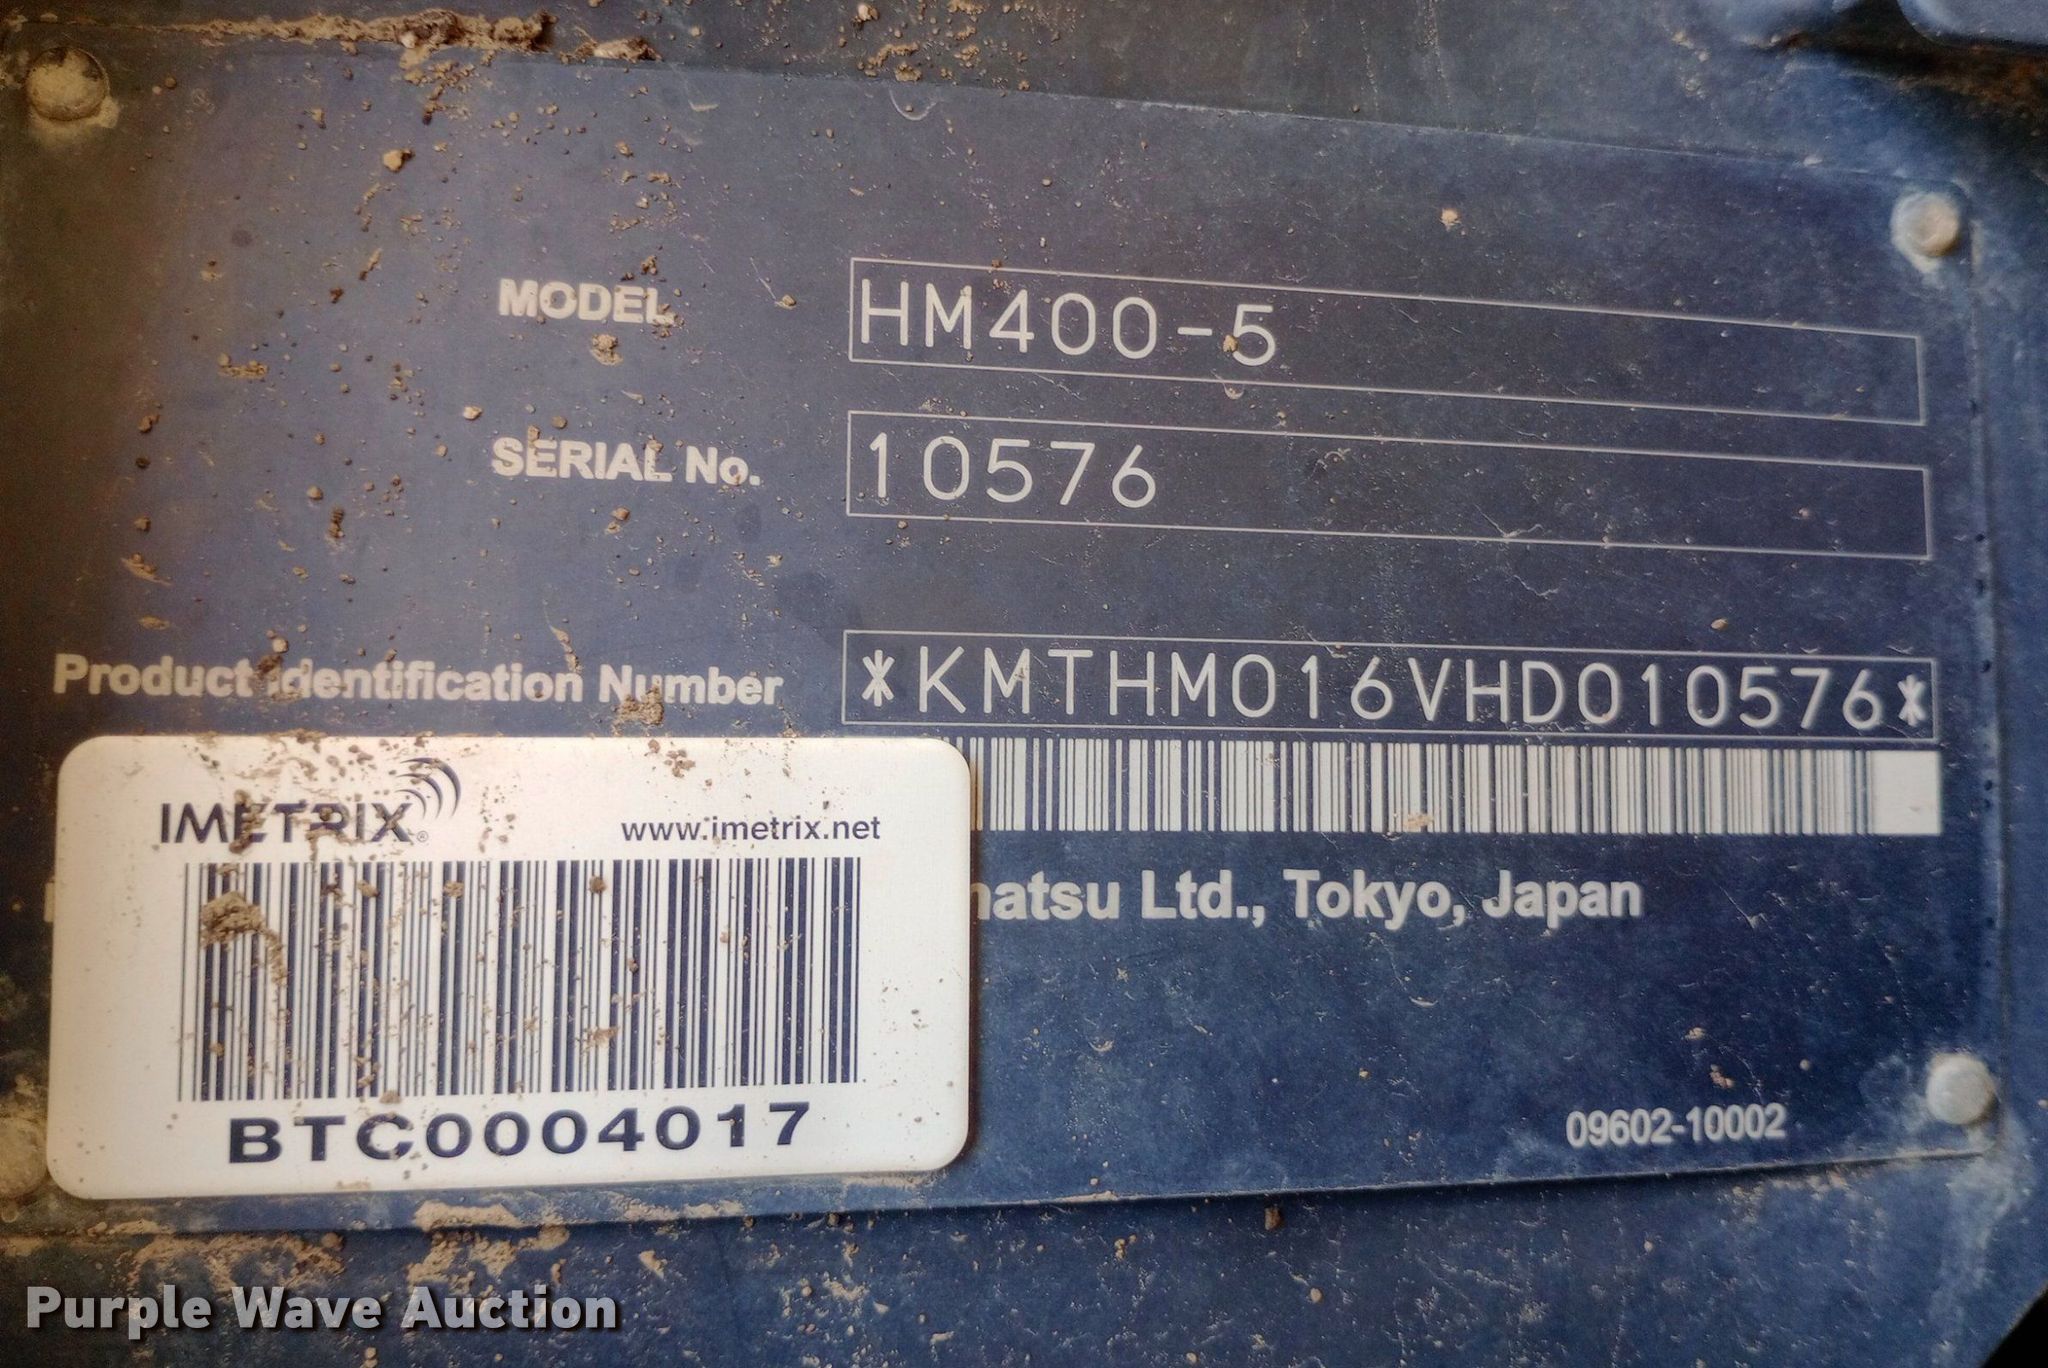 MODEL HM400-5
SERIAL No. 10576
Product Identification Number *KMTHM016VHD010576*
IMETRIX® www.imetrix.net
BTC0004017
matsu Ltd., Tokyo, Japan
09602-10002
Purple Wave Auction